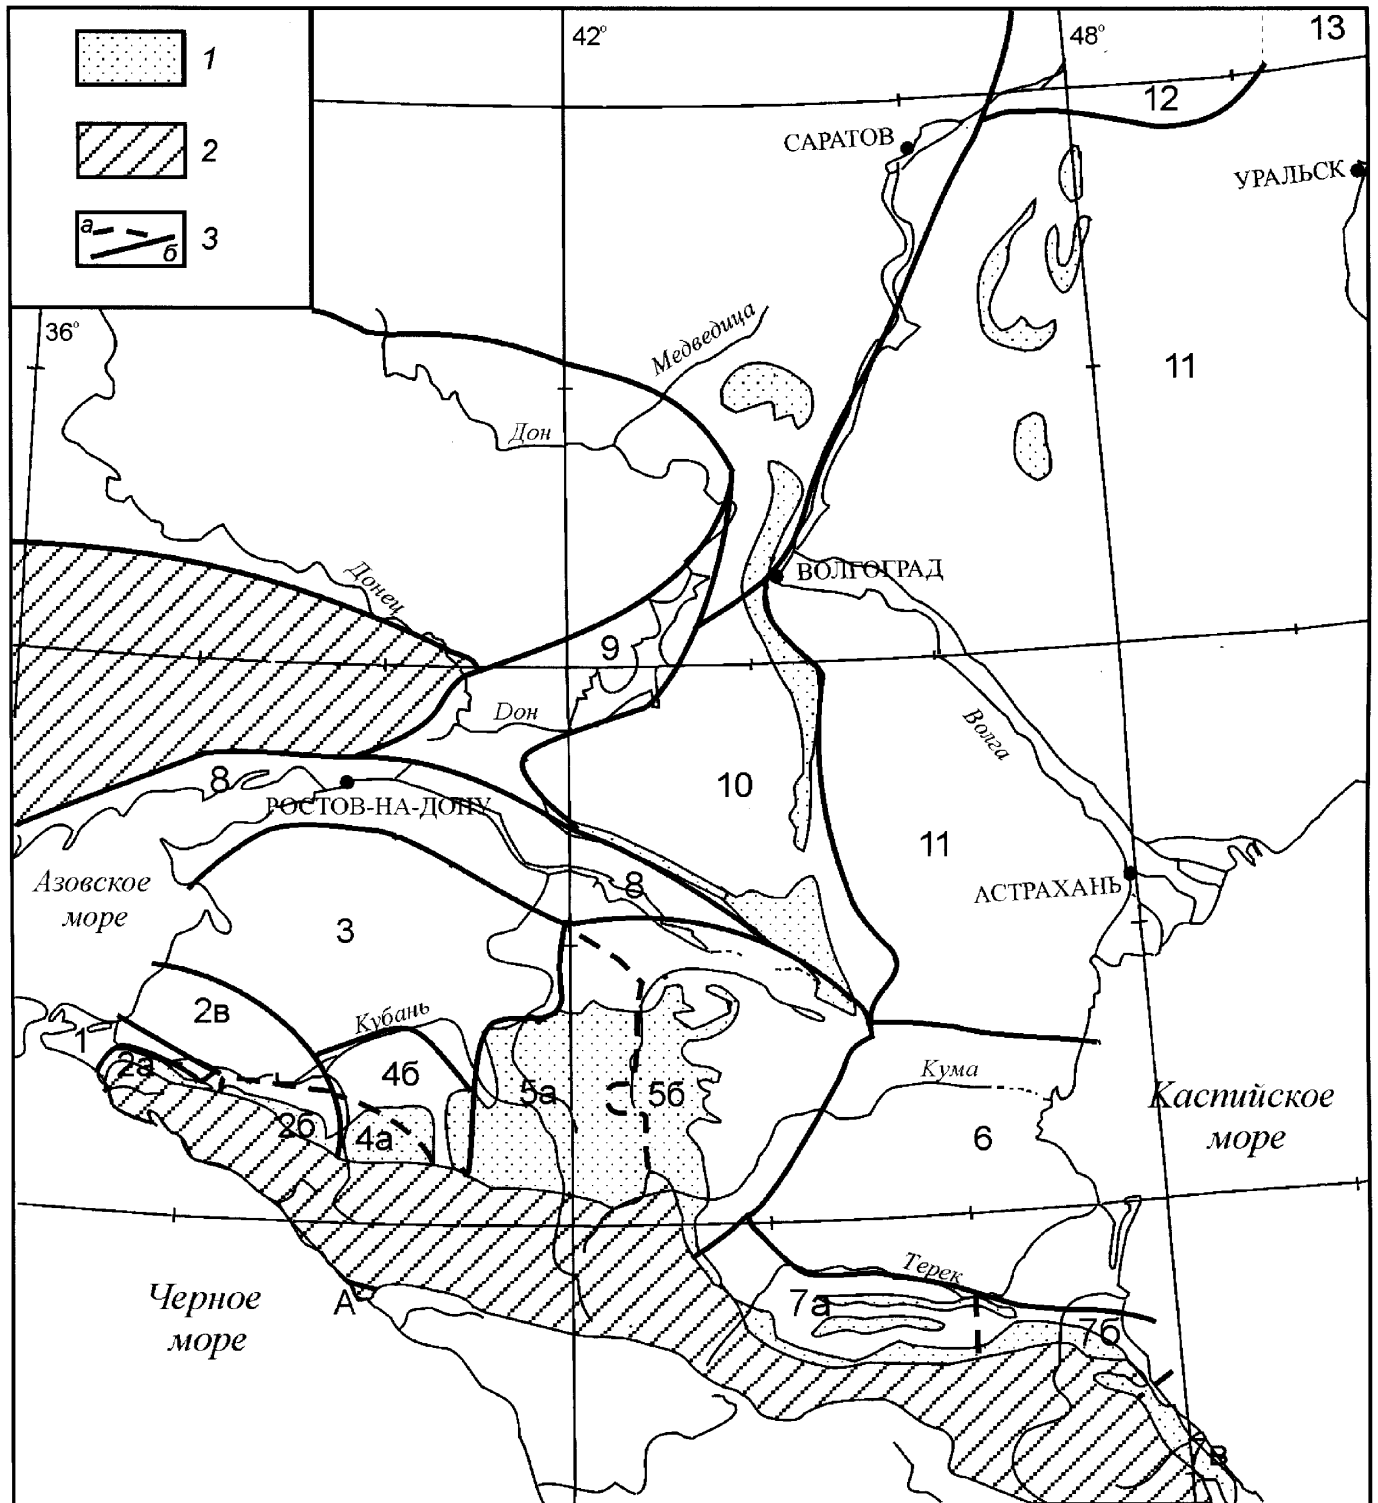 1
2
а
б
3
42°
48°
13
12
САРАТОВ
УРАЛЬСК
36°
Медведица
11
Дон
ВОЛГОГРАД
Донец
9
Дон
Волга
8
РОСТОВ-НА-ДОНУ
10
11
АСТРАХАНЬ
Азовское
море
8
3
2в
Кубань
1
2а
4б
5а
5б
Кума
Каспийское
море
2б
4а
6
Терек
Черное
море
А
7а
7б
7в